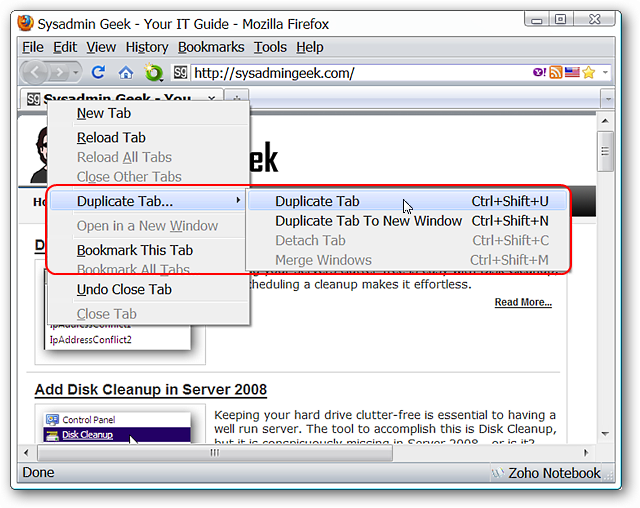 Sysadmin Geek - Your IT Guide - Mozilla Firefox
File Edit View History Bookmarks Tools Help
Sg http://sysadmingeek.com/
Sg Sysadmin Geek - You...
New Tab
Reload Tab
Reload All Tabs
Close Other Tabs
Duplicate Tab...
Open in a New Window
Bookmark This Tab
Bookmark All Tabs
Undo Close Tab
Close Tab
Duplicate Tab Ctrl+Shift+U
Duplicate Tab To New Window Ctrl+Shift+N
Detach Tab Ctrl+Shift+C
Merge Windows Ctrl+Shift+M
scheduling a cleanup makes it effortless.
Read More...
IpAddressConflict1
IpAddressConflict2
Add Disk Cleanup in Server 2008
Control Panel
Disk Cleanup
Keeping your hard drive clutter-free is essential to having a
well run server. The tool to accomplish this is Disk Cleanup,
but it is conspicuously missing in Server 2008... or is it?
Done
Zoho Notebook